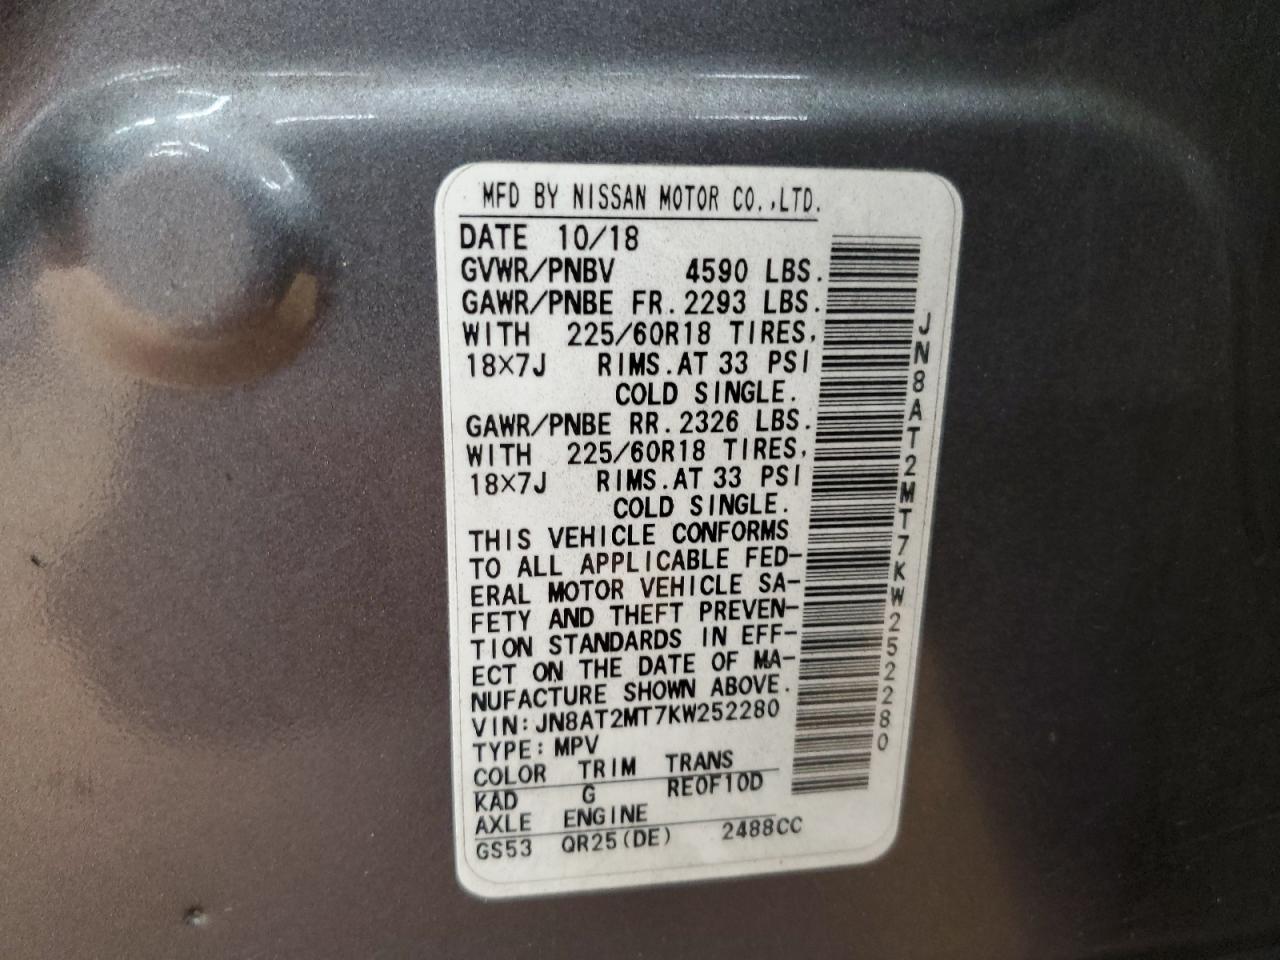 MFD BY NISSAN MOTOR CO.,LTD.
DATE 10/18
GVWR/PNBV 4590 LBS.
GAWR/PNBE FR. 2293 LBS.
WITH 225/60R18 TIRES,
18×7J RIMS.AT 33 PSI
COLD SINGLE.
GAWR/PNBE RR. 2326 LBS.
WITH 225/60R18 TIRES,
18×7J RIMS.AT 33 PSI
COLD SINGLE.
THIS VEHICLE CONFORMS
TO ALL APPLICABLE FED-
ERAL MOTOR VEHICLE SA-
FETY AND THEFT PREVEN-
TION STANDARDS IN EFF-
ECT ON THE DATE OF MA-
NUFACTURE SHOWN ABOVE.
VIN: JN8AT2MT7KW252280
TYPE: MPV
COLOR TRIM TRANS
KAD G RE0F10D
AXLE ENGINE
GS53 QR25(DE) 2488CC
JN8AT2MT7KW252280